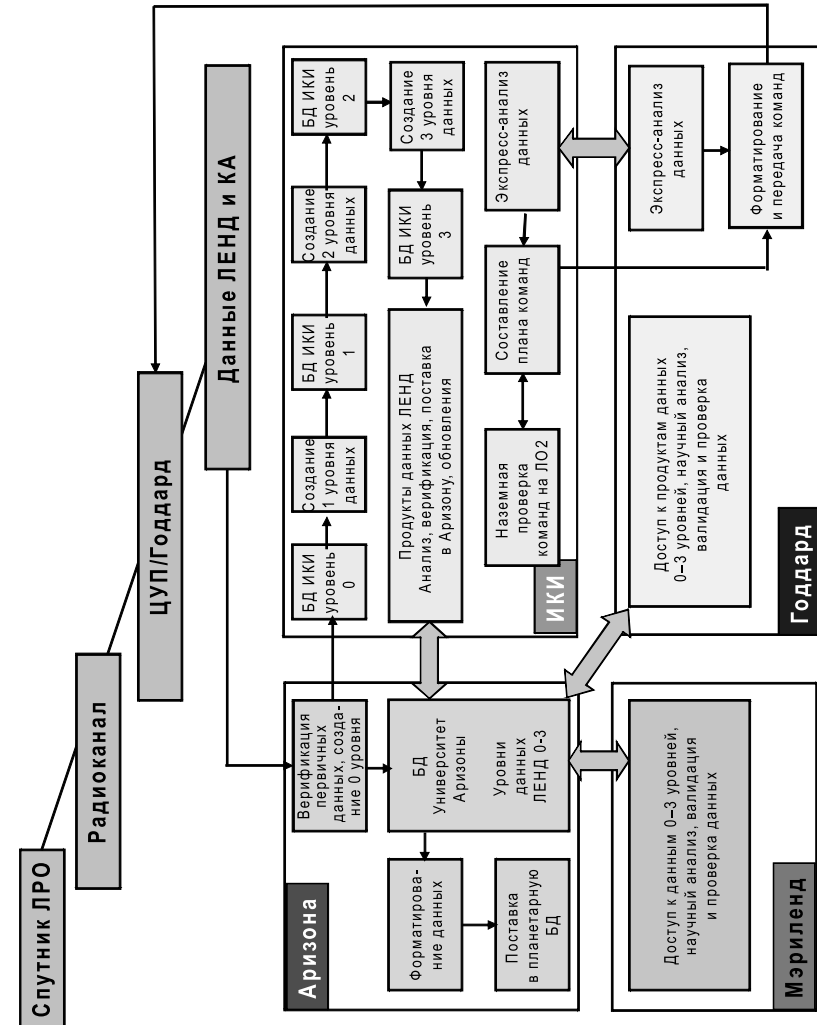 Спутник ЛРО
Радиоканал
ЦУП/Годдард
Данные ЛЕНД и КА
Аризона
Верификация
первичных
данных, созда-
ние 0 уровня
БД
Университет
Аризоны
Уровни
данных
ЛЕНД 0-3
Форматирова-
ние данных
Поставка
в планетарную
БД
ИКИ
БД ИКИ
уровень
0
Создание
1 уровня
данных
БД ИКИ
уровень
1
Создание
2 уровня
данных
БД ИКИ
уровень
2
Создание
3 уровня
данных
БД ИКИ
уровень
3
Продукты данных ЛЕНД
Анализ, верификация, поставка
в Аризону, обновления
Наземная
проверка
команд на ЛО2
Составление
плана команд
Экспресс-анализ
данных
Мэриленд
Доступ к данным 0–3 уровней,
научный анализ, валидация
и проверка данных
Годдард
Доступ к продуктам данных
0–3 уровней, научный анализ,
валидация и проверка
данных
Экспресс-анализ
данных
Форматирование
и передача команд